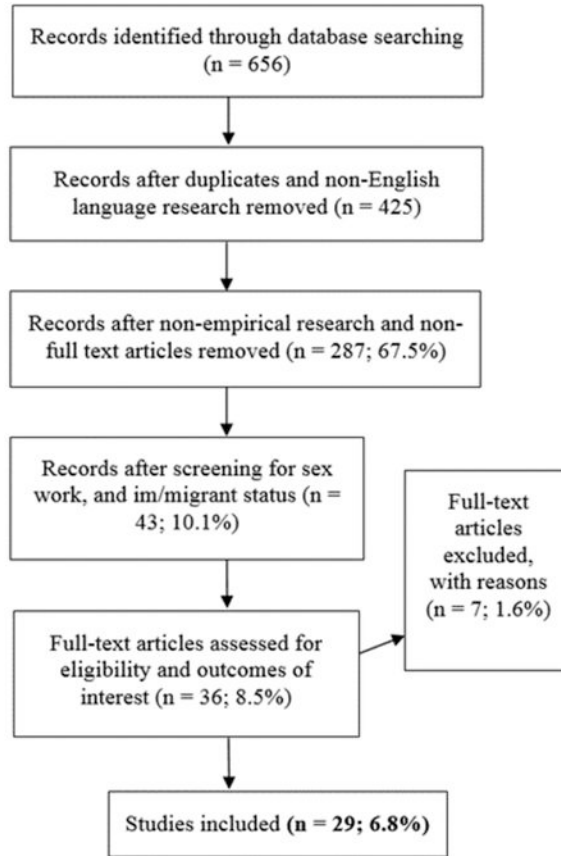 Records identified through database searching
(n = 656)
Records after duplicates and non-English
language research removed (n = 425)
Records after non-empirical research and non-
full text articles removed (n = 287; 67.5%)
Records after screening for sex
work, and im/migrant status (n =
43; 10.1%)
Full-text
articles
excluded,
with reasons
(n = 7; 1.6%)
Full-text articles assessed for
eligibility and outcomes of
interest (n = 36; 8.5%)
Studies included (n = 29; 6.8%)